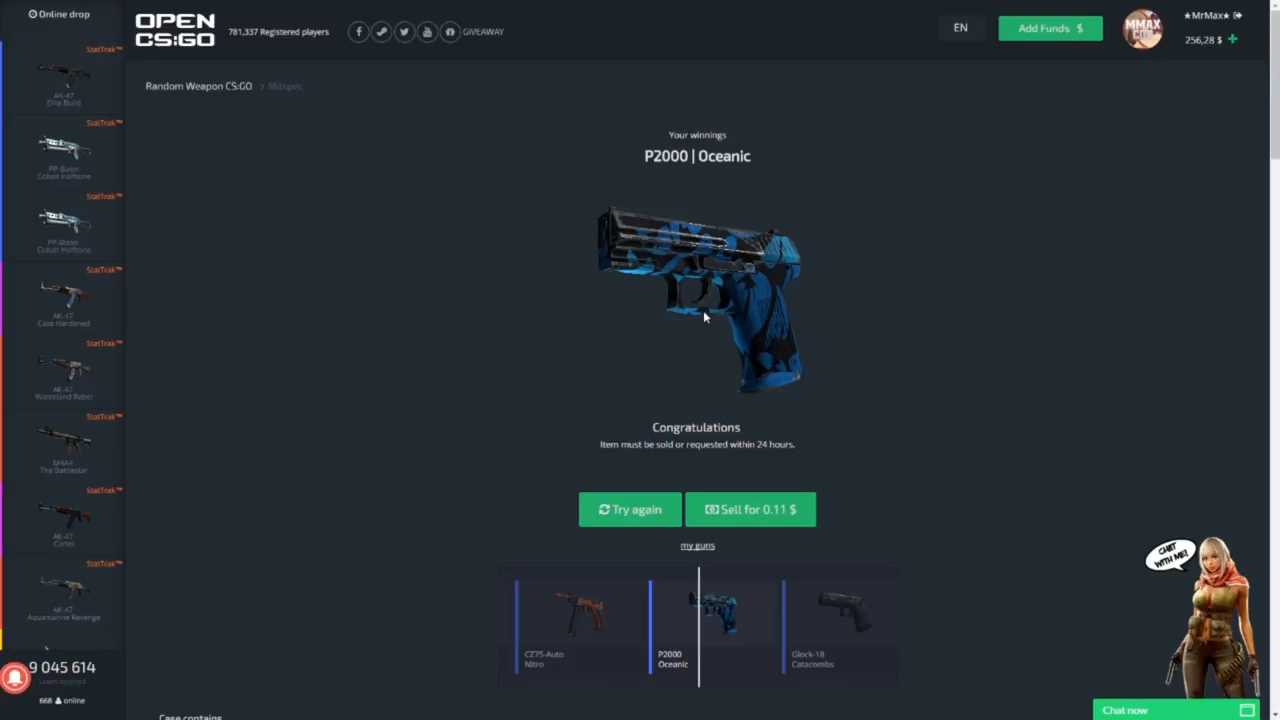 Online drop
StatTrak™
AK-47
Elite Build
StatTrak™
PP-Bizon
Cobalt Halftone
StatTrak™
PP-Bizon
Cobalt Halftone
StatTrak™
AK-47
Case Hardened
StatTrak™
AK-47
Wasteland Rebel
StatTrak™
M4A4
The Battlestar
StatTrak™
AK-47
Cartel
StatTrak™
AK-47
Aquamarine Revenge
9 045 614
668 online
OPEN
CS:GO
781,337 Registered players
GIVEAWAY
EN
Add Funds $
MMAX
★MrMax★
256,28 $
Random Weapon CS:GO > Milspec
Your winnings
P2000 | Oceanic
Congratulations
Item must be sold or requested within 24 hours.
Try again
Sell for 0.11 $
my guns
CZ75-Auto
Nitro
P2000
Oceanic
Glock-18
Catacombs
Case contains
CHAT
WITH ME!
Chat now